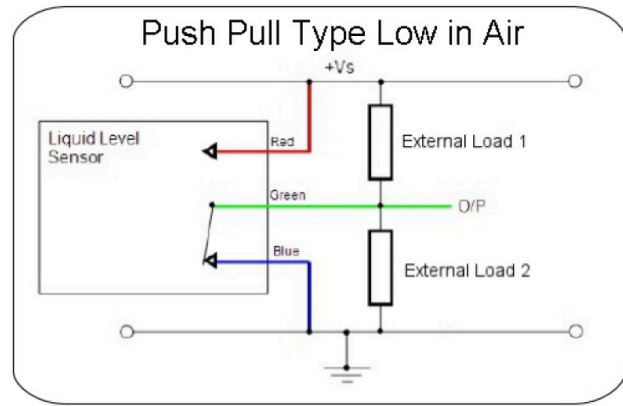 Push Pull Type Low in Air
+Vs
Liquid Level
Sensor
Red
External Load 1
Green
O/P
Blue
External Load 2